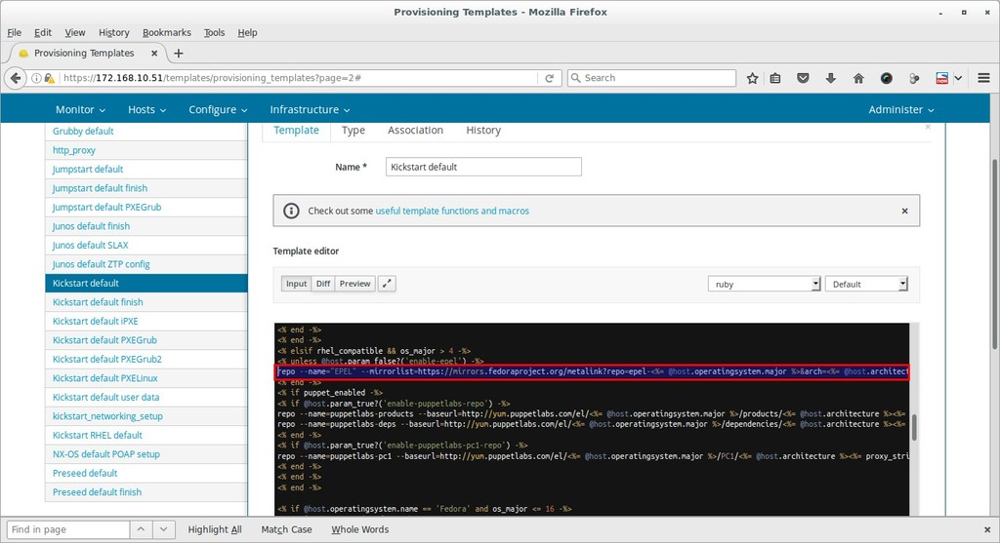 Provisioning Templates - Mozilla Firefox
File Edit View History Bookmarks Tools Help
Provisioning Templates
https://172.168.10.51/templates/provisioning_templates?page=2#
Search
Monitor Hosts Configure Infrastructure Administer
Grubby default
http_proxy
Jumpstart default
Jumpstart default finish
Jumpstart default PXEGrub
Junos default finish
Junos default SLAX
Junos default ZTP config
Kickstart default
Kickstart default finish
Kickstart default iPXE
Kickstart default PXEGrub
Kickstart default PXEGrub2
Kickstart default PXELinux
Kickstart default user data
kickstart_networking_setup
Kickstart RHEL default
NX-OS default POAP setup
Preseed default
Preseed default finish
Template Type Association History
Name * Kickstart default
Check out some useful template functions and macros
Template editor
Input Diff Preview ruby Default
<% end -%>
<% end -%>
<% elsif rhel_compatible && os_major > 4 -%>
<% unless @host.param_false?('enable-epel') -%>
repo --name="EPEL" --mirrorlist=https://mirrors.fedoraproject.org/metalink?repo=epel-<%= @host.operatingsystem.major %>&arch=<%= @host.architect
<% end -%>
<% if puppet_enabled -%>
<% if @host.param_true?('enable-puppetlabs-repo') -%>
repo --name=puppetlabs-products --baseurl=http://yum.puppetlabs.com/el/<%= @host.operatingsystem.major %>/products/<%= @host.architecture %><%=
repo --name=puppetlabs-deps --baseurl=http://yum.puppetlabs.com/el/<%= @host.operatingsystem.major %>/dependencies/<%= @host.architecture %><%=
<% end -%>
<% if @host.param_true?('enable-puppetlabs-pc1-repo') -%>
repo --name=puppetlabs-pc1 --baseurl=http://yum.puppetlabs.com/el/<%= @host.operatingsystem.major %>/PC1/<%= @host.architecture %><%= proxy_stri
<% end -%>
<% end -%>
<% end -%>
<% if @host.operatingsystem.name == 'Fedora' and os_major <= 16 -%>
Find in page Highlight All Match Case Whole Words